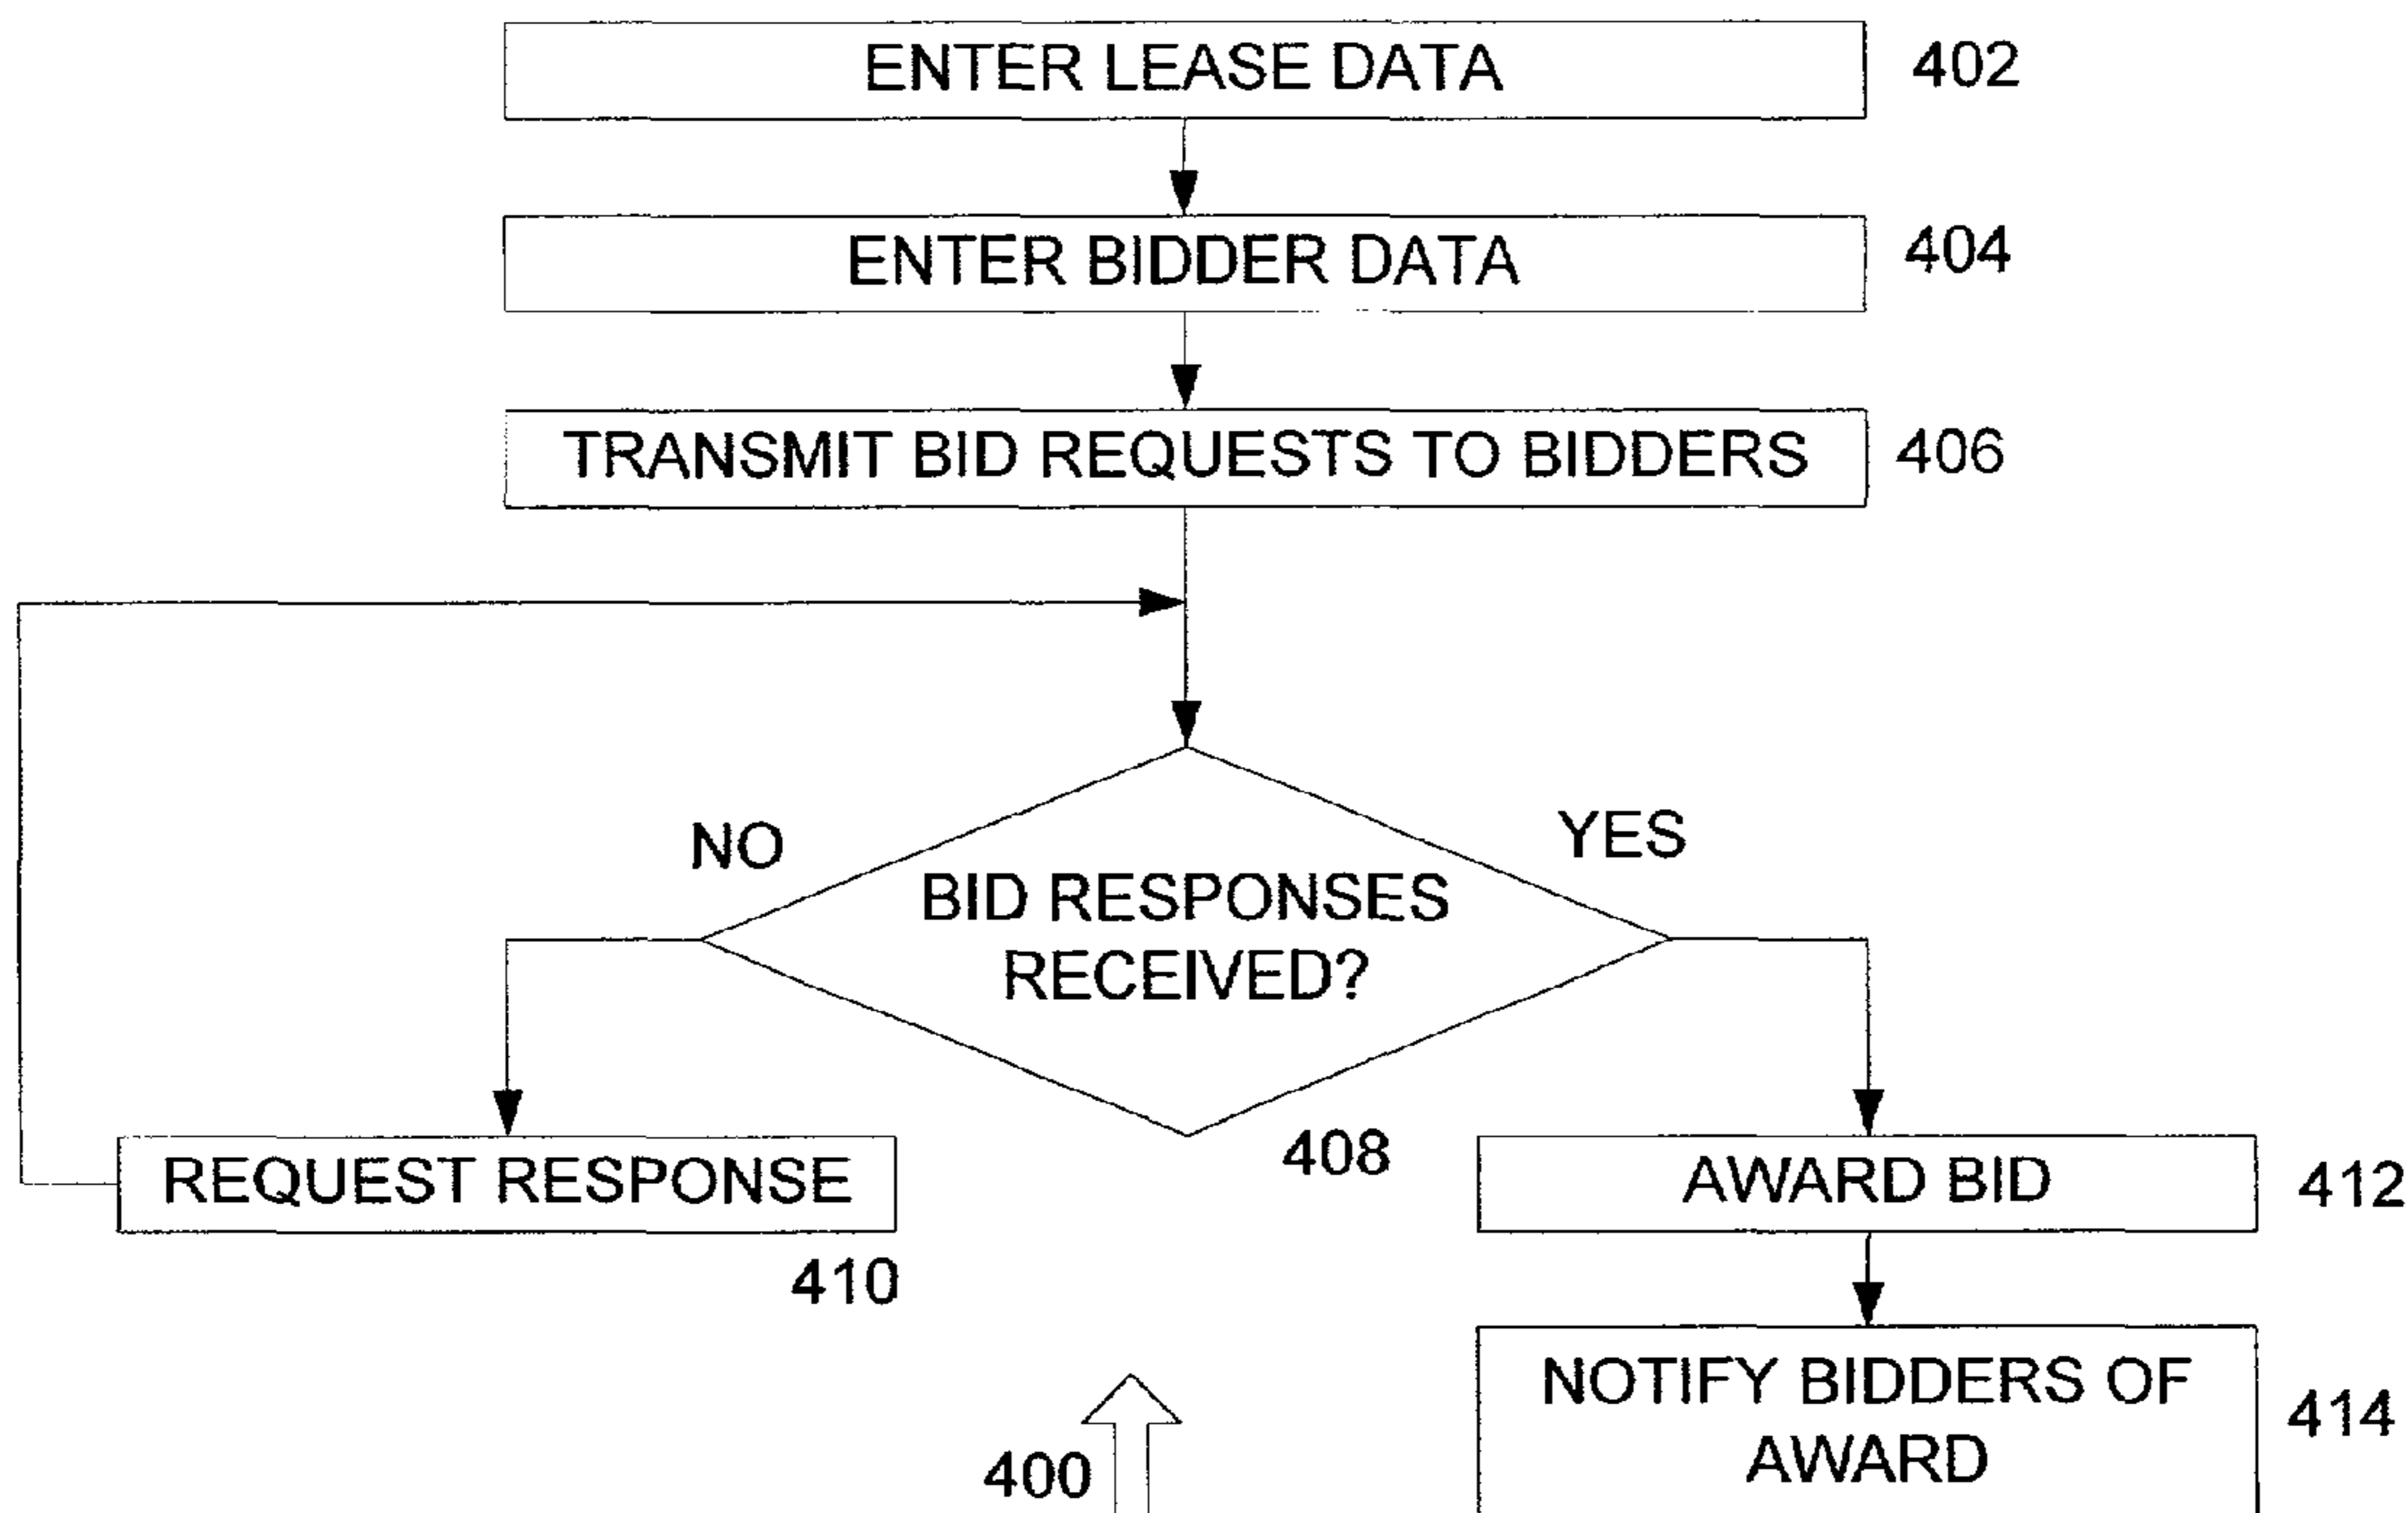 ENTER LEASE DATA
402
ENTER BIDDER DATA
404
TRANSMIT BID REQUESTS TO BIDDERS
406
NO
YES
BID RESPONSES
RECEIVED?
408
REQUEST RESPONSE
410
AWARD BID
412
NOTIFY BIDDERS OF
AWARD
414
400